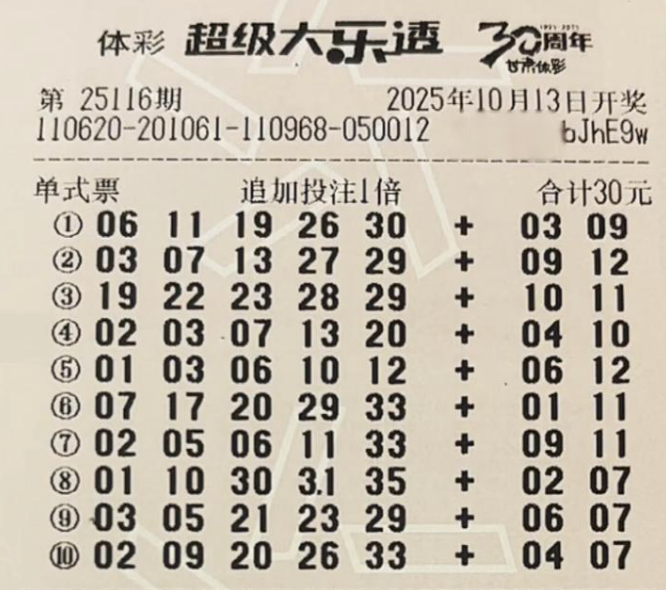 体彩 超级大乐透 30周年 1995-2025 甘肃体彩
第 25116期 2025年10月13日开奖
110620-201061-110968-050012 bJhE9w
单式票 追加投注1倍 合计30元
① 06 11 19 26 30 + 03 09
② 03 07 13 27 29 + 09 12
③ 19 22 23 28 29 + 10 11
④ 02 03 07 13 20 + 04 10
⑤ 01 03 06 10 12 + 06 12
⑥ 07 17 20 29 33 + 01 11
⑦ 02 05 06 11 33 + 09 11
⑧ 01 10 30 31 35 + 02 07
⑨ 03 05 21 23 29 + 06 07
⑩ 02 09 20 26 33 + 04 07